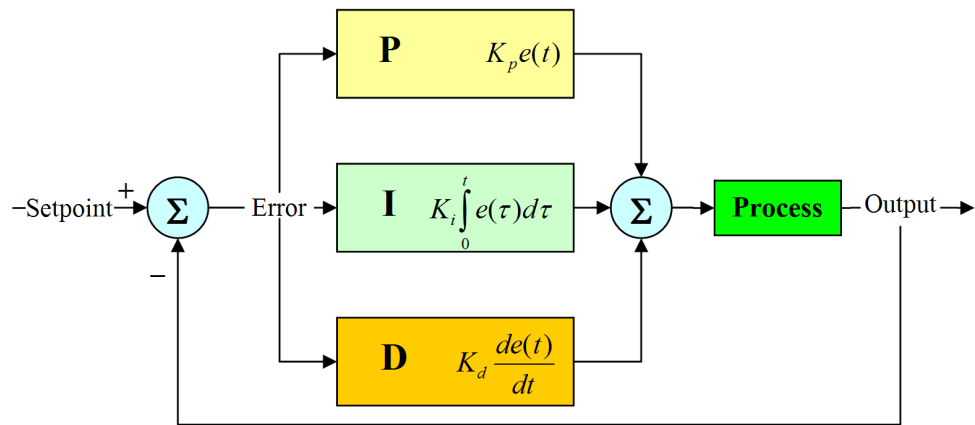 P K_p e(t)
+
–Setpoint
Σ
–
Error
I K_i ∫_0^t e(τ)dτ
Σ
Process
Output
D K_d de(t)/dt